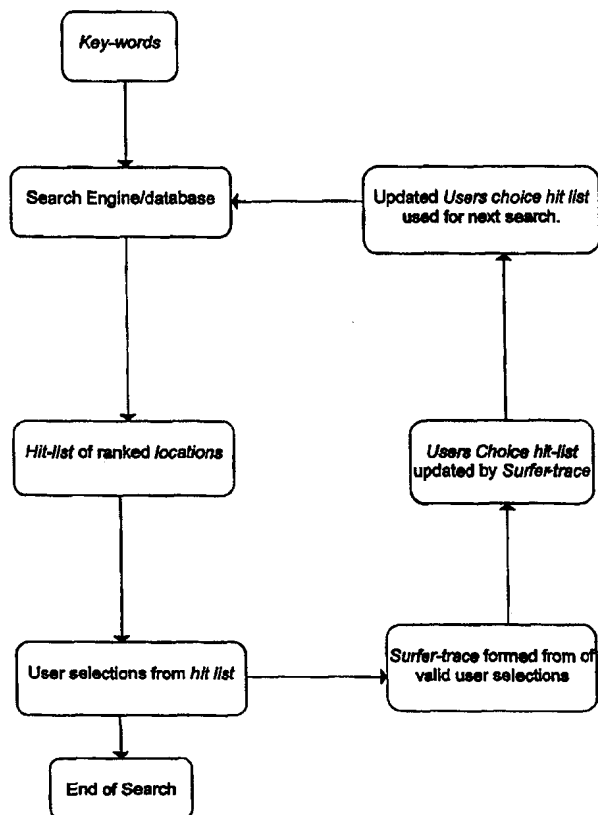 Key-words
Search Engine/database
Updated Users choice hit list
used for next search.
Hit-list of ranked locations
Users Choice hit-list
updated by Surfer-trace
User selections from hit list
Surfer-trace formed from of
valid user selections
End of Search